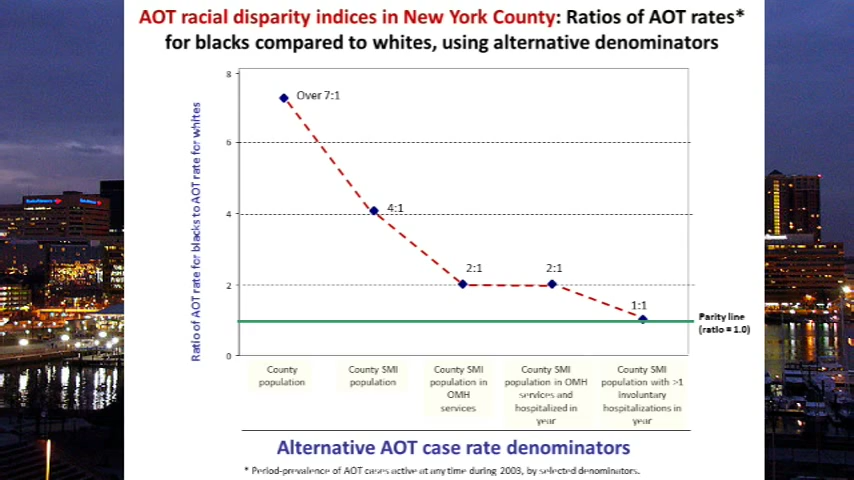 AOT racial disparity indices in New York County: Ratios of AOT rates*
for blacks compared to whites, using alternative denominators
Ratio of AOT rate for blacks to AOT rate for whites
8
6
4
2
0
Over 7:1
4:1
2:1
2:1
1:1
Parity line
(ratio = 1.0)
County
population
County SMI
population
County SMI
population in
OMH
services
County SMI
population in OMH
services and
hospitalized in
year
County SMI
population with >1
involuntary
hospitalizations in
year
Alternative AOT case rate denominators
* Period-prevalence of AOT cases active at any time during 2003, by selected denominators.